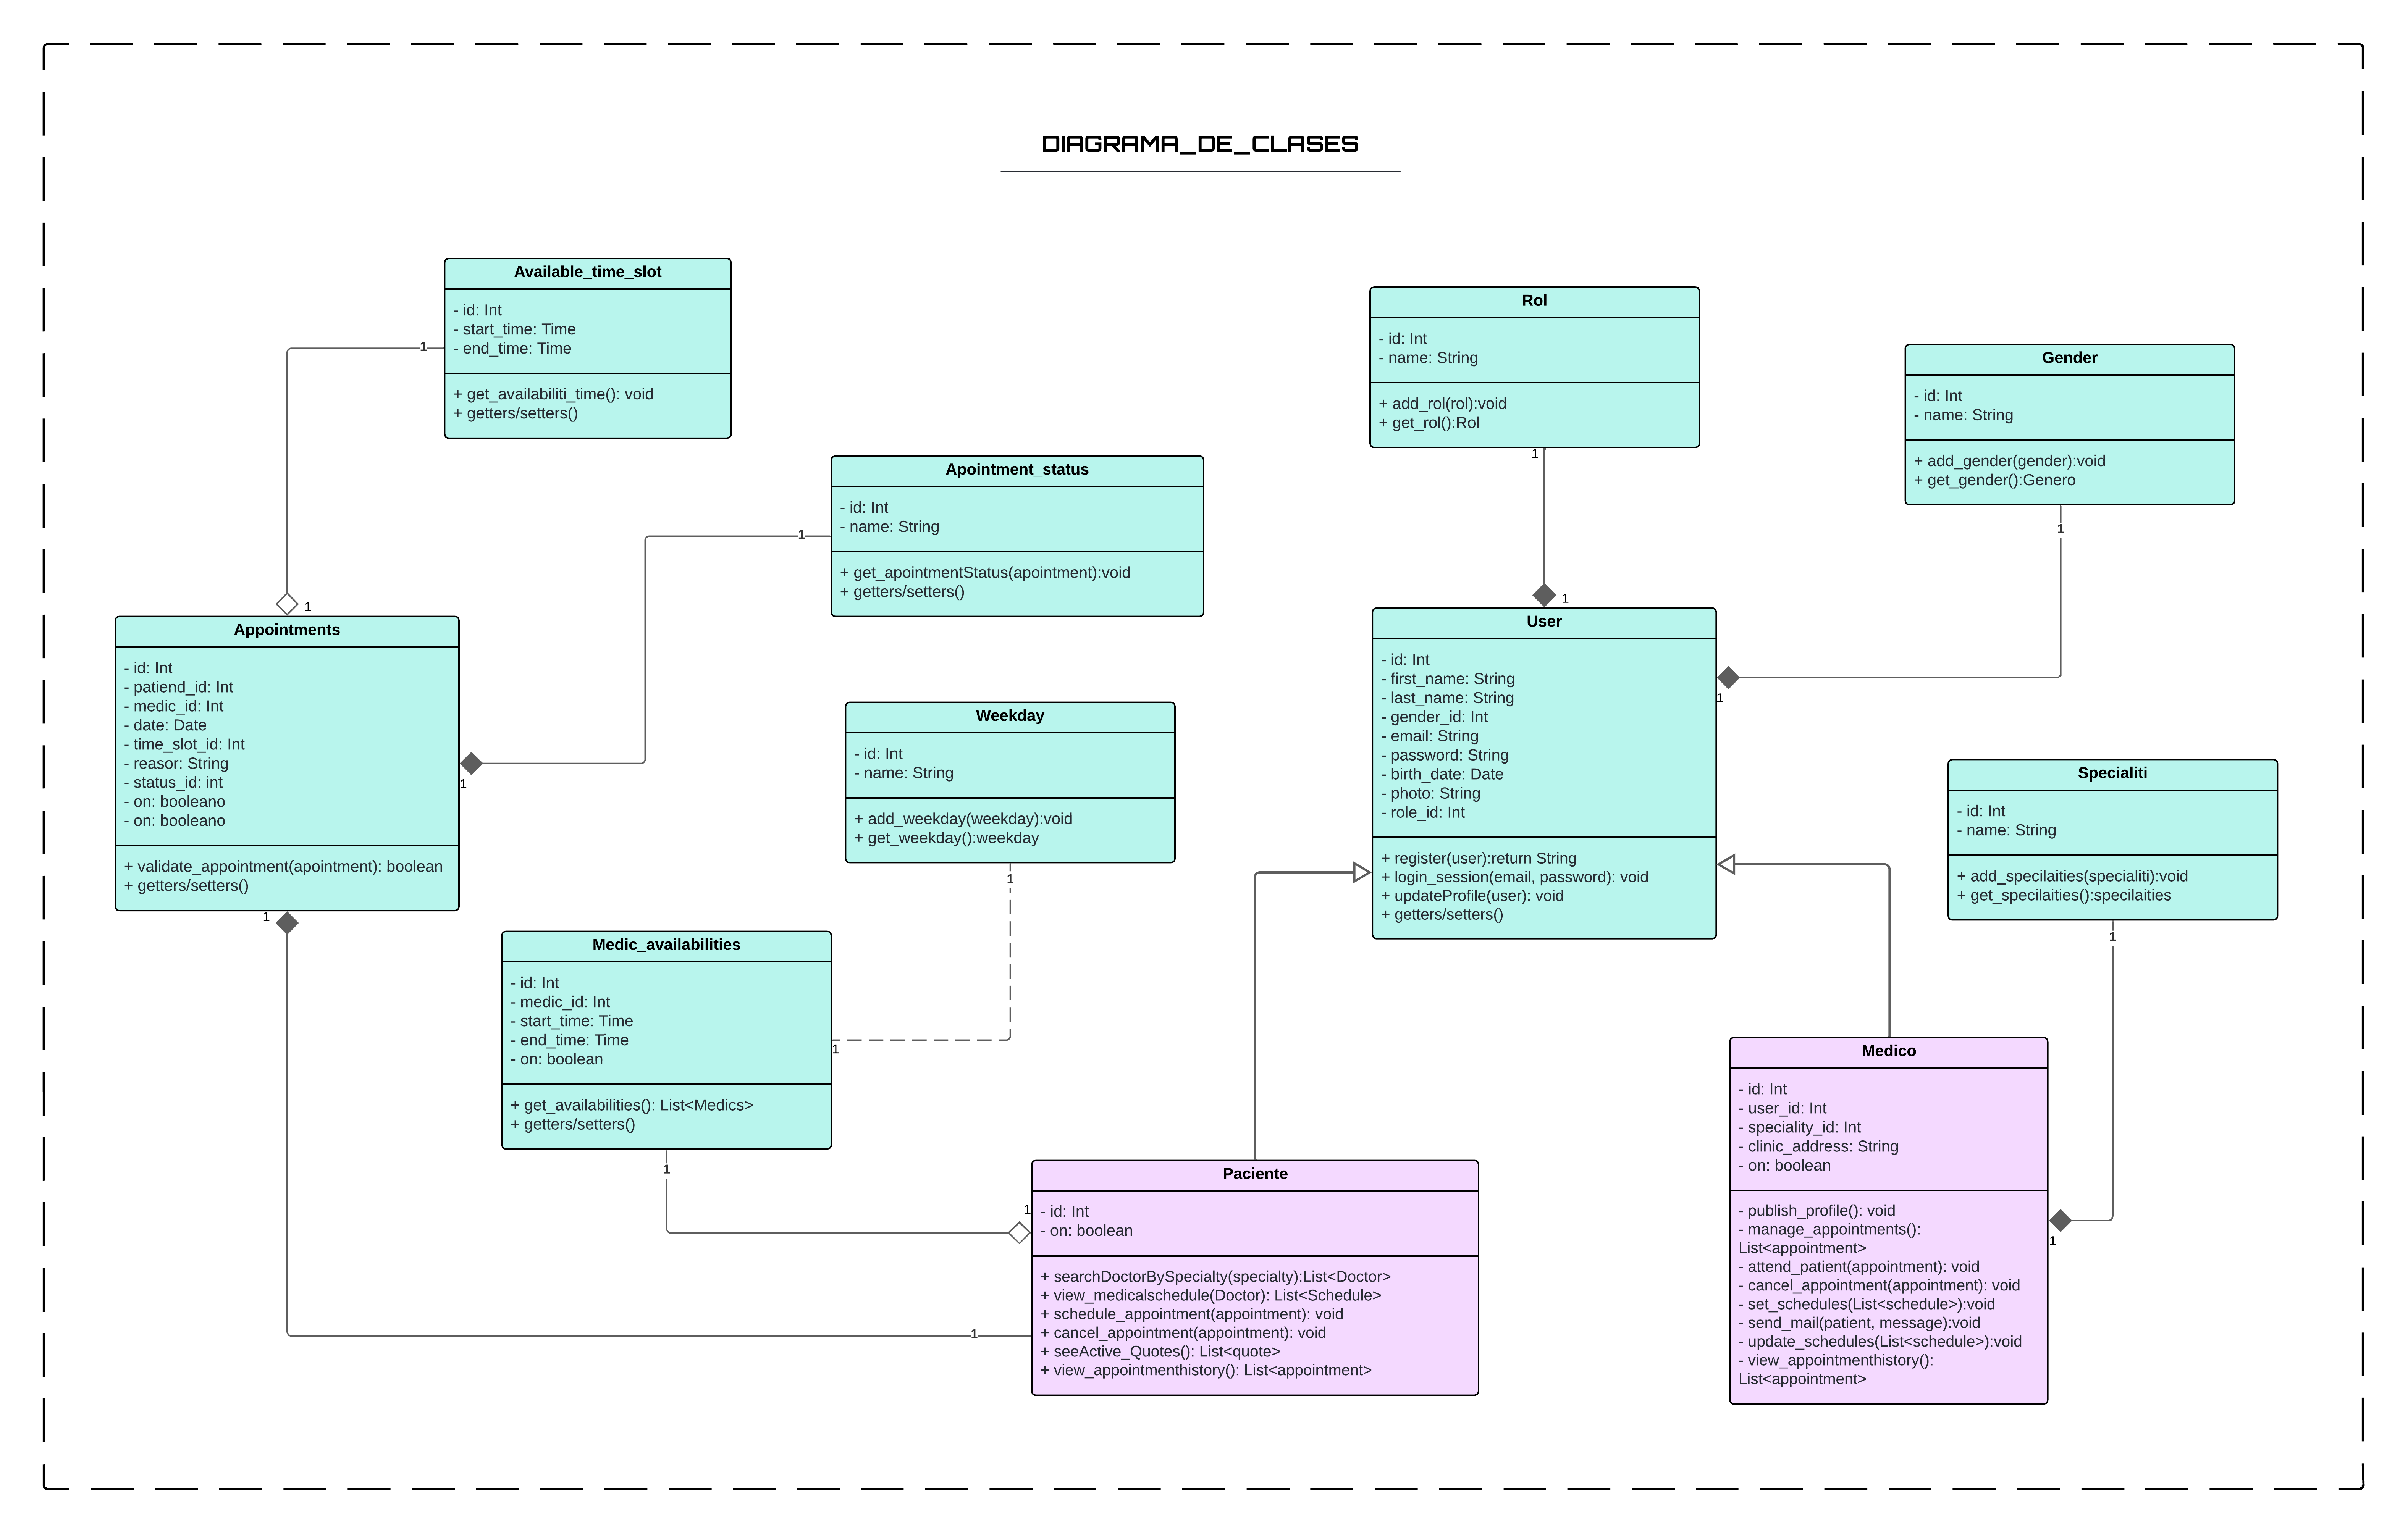 DIAGRAMA_DE_CLASES
Available_time_slot
- id: Int
- start_time: Time
- end_time: Time
+ get_availabiliti_time(): void
+ getters/setters()
1
1
Rol
- id: Int
- name: String
+ add_rol(rol):void
+ get_rol():Rol
1
1
Gender
- id: Int
- name: String
+ add_gender(gender):void
+ get_gender():Genero
1
1
Apointment_status
- id: Int
- name: String
+ get_apointmentStatus(apointment):void
+ getters/setters()
1
1
Appointments
- id: Int
- patiend_id: Int
- medic_id: Int
- date: Date
- time_slot_id: Int
- reasor: String
- status_id: int
- on: booleano
- on: booleano
+ validate_appointment(apointment): boolean
+ getters/setters()
1
1
User
- id: Int
- first_name: String
- last_name: String
- gender_id: Int
- email: String
- password: String
- birth_date: Date
- photo: String
- role_id: Int
+ register(user):return String
+ login_session(email, password): void
+ updateProfile(user): void
+ getters/setters()
Weekday
- id: Int
- name: String
+ add_weekday(weekday):void
+ get_weekday():weekday
1
1
Specialiti
- id: Int
- name: String
+ add_specilaities(specialiti):void
+ get_specilaities():specilaities
1
1
Medic_availabilities
- id: Int
- medic_id: Int
- start_time: Time
- end_time: Time
- on: boolean
+ get_availabilities(): List<Medics>
+ getters/setters()
1
1
Medico
- id: Int
- user_id: Int
- speciality_id: Int
- clinic_address: String
- on: boolean
- publish_profile(): void
- manage_appointments():
List<appointment>
- attend_patient(appointment): void
- cancel_appointment(appointment): void
- set_schedules(List<schedule>):void
- send_mail(patient, message):void
- update_schedules(List<schedule>):void
- view_appointmenthistory():
List<appointment>
Paciente
- id: Int
- on: boolean
+ searchDoctorBySpecialty(specialty):List<Doctor>
+ view_medicalschedule(Doctor): List<Schedule>
+ schedule_appointment(appointment): void
+ cancel_appointment(appointment): void
+ seeActive_Quotes(): List<quote>
+ view_appointmenthistory(): List<appointment>